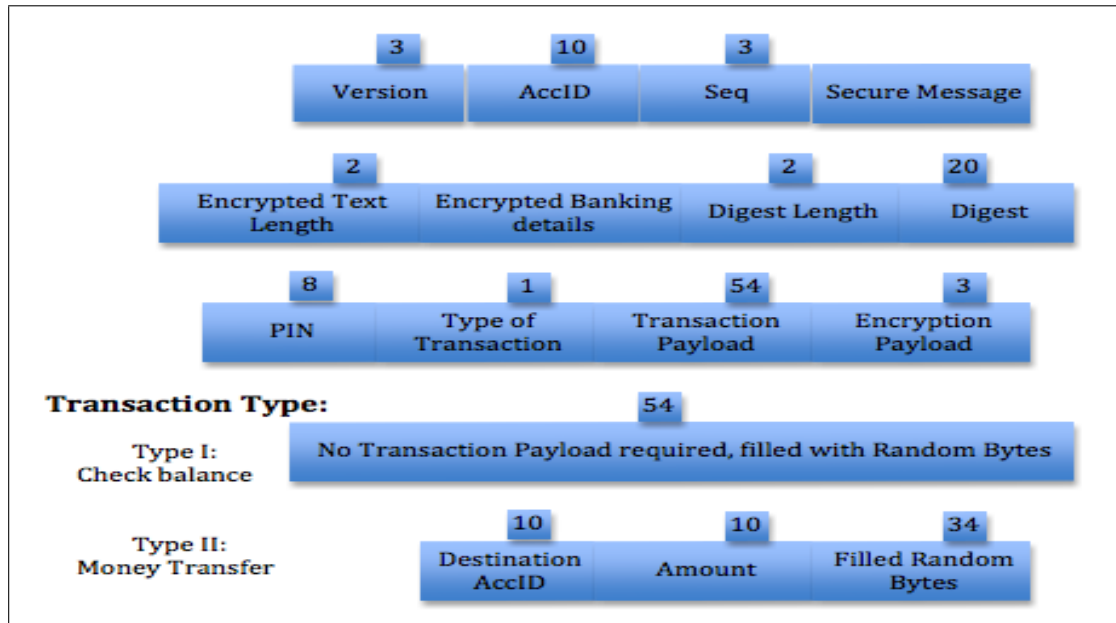 3 10 3
Version AccID Seq Secure Message
2 2 20
Encrypted Text Length Encrypted Banking details Digest Length Digest
8 1 54 3
PIN Type of Transaction Transaction Payload Encryption Payload
Transaction Type:
54
Type I:
Check balance
No Transaction Payload required, filled with Random Bytes
10 10 34
Type II:
Money Transfer
Destination AccID Amount Filled Random Bytes